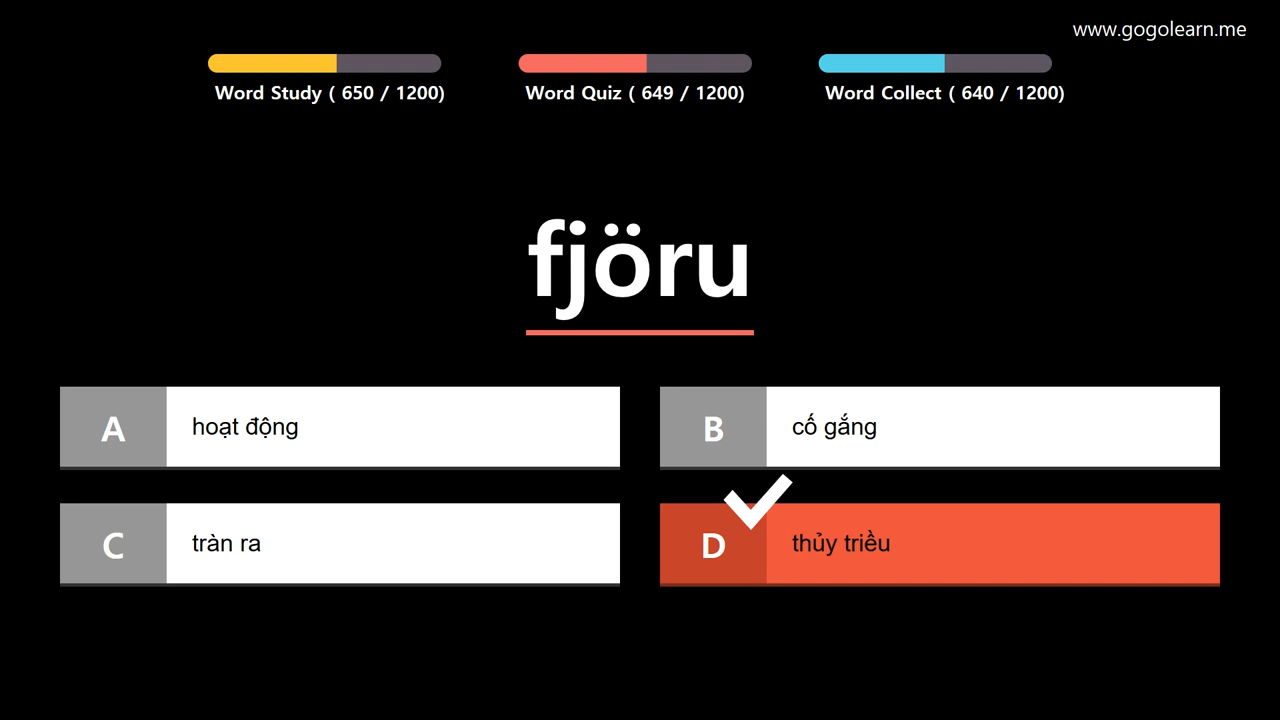 www.gogolearn.me
Word Study ( 650 / 1200)
Word Quiz ( 649 / 1200)
Word Collect ( 640 / 1200)
fjöru
A hoạt động
B cố gắng
C tràn ra
D thủy triều